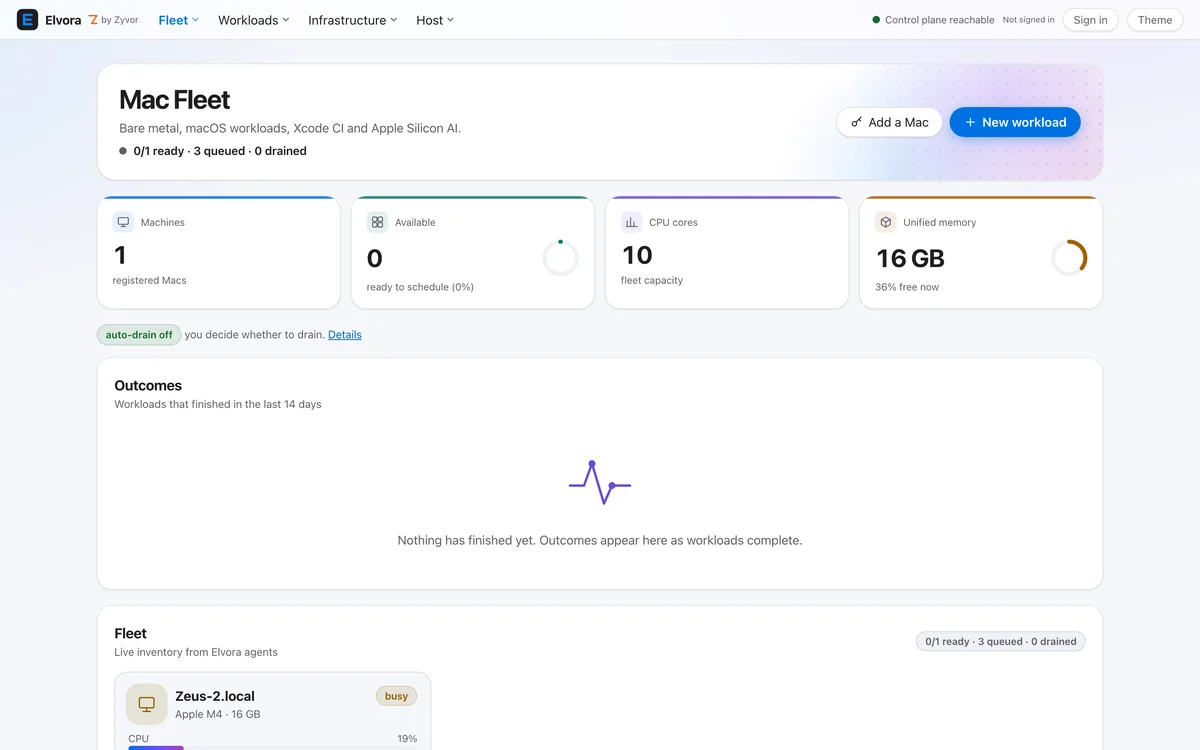 E Elvora Z by Zyvor Fleet Workloads Infrastructure Host Control plane reachable Not signed in Sign in Theme
Mac Fleet
Bare metal, macOS workloads, Xcode CI and Apple Silicon AI.
0/1 ready · 3 queued · 0 drained
Add a Mac + New workload
Machines
1
registered Macs
Available
0
ready to schedule (0%)
CPU cores
10
fleet capacity
Unified memory
16 GB
36% free now
auto-drain off you decide whether to drain. Details
Outcomes
Workloads that finished in the last 14 days
Nothing has finished yet. Outcomes appear here as workloads complete.
Fleet
Live inventory from Elvora agents
0/1 ready · 3 queued · 0 drained
Zeus-2.local
busy
Apple M4 · 16 GB
CPU 19%